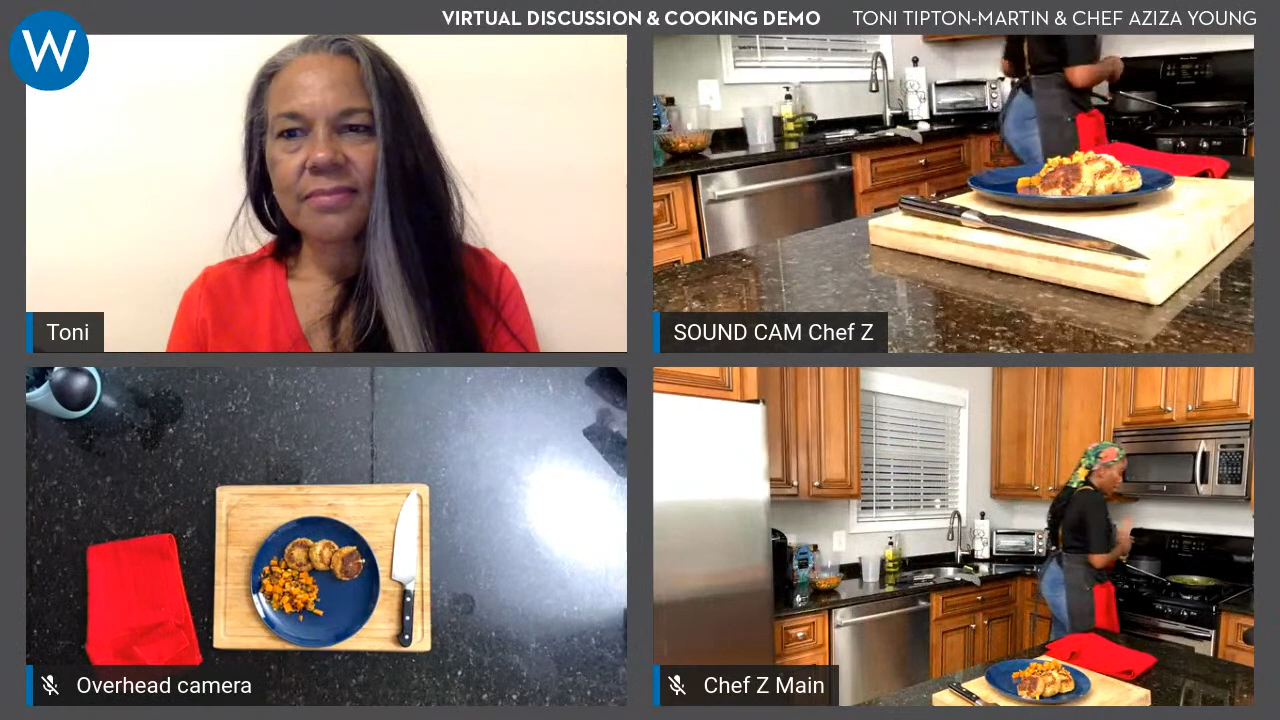 W
VIRTUAL DISCUSSION & COOKING DEMO TONI TIPTON-MARTIN & CHEF AZIZA YOUNG
Toni
SOUND CAM Chef Z
Overhead camera
Chef Z Main